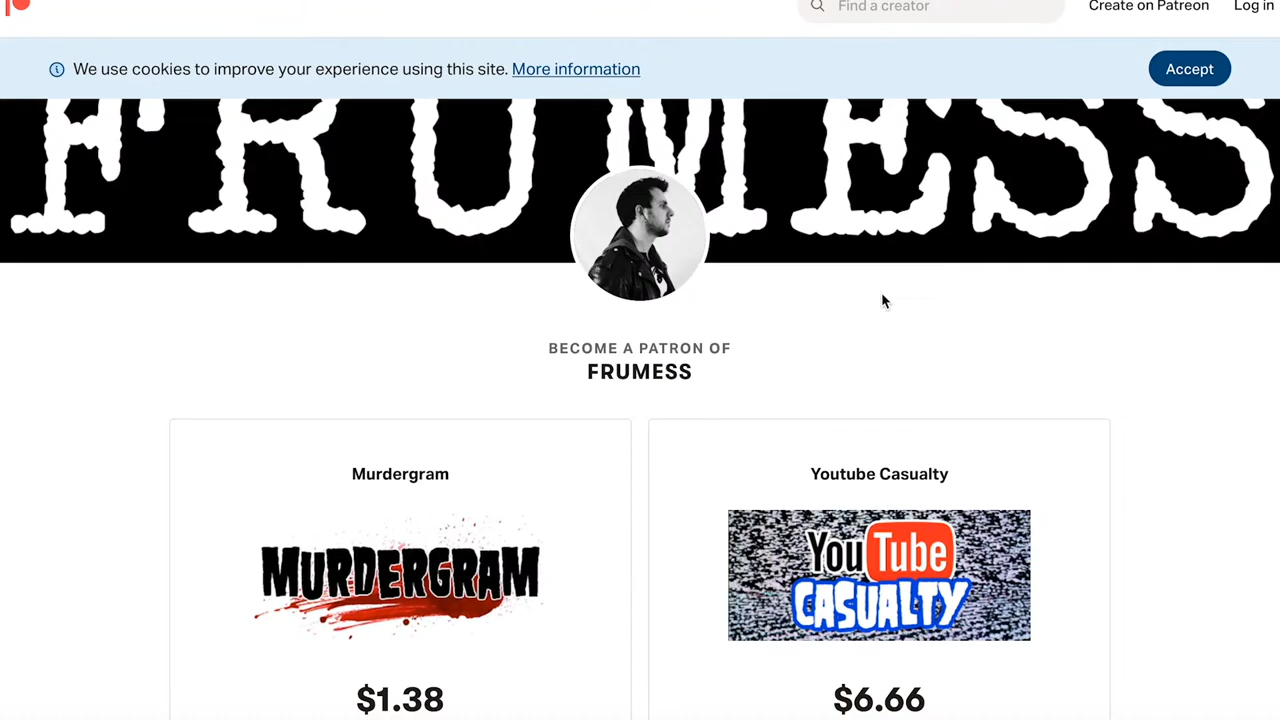 Find a creator
Create on Patreon
Log in
We use cookies to improve your experience using this site. More information
Accept
FRUMESS
BECOME A PATRON OF
FRUMESS
Murdergram
Youtube Casualty
MURDERGRAM
YouTube
CASUALTY
$1.38
$6.66